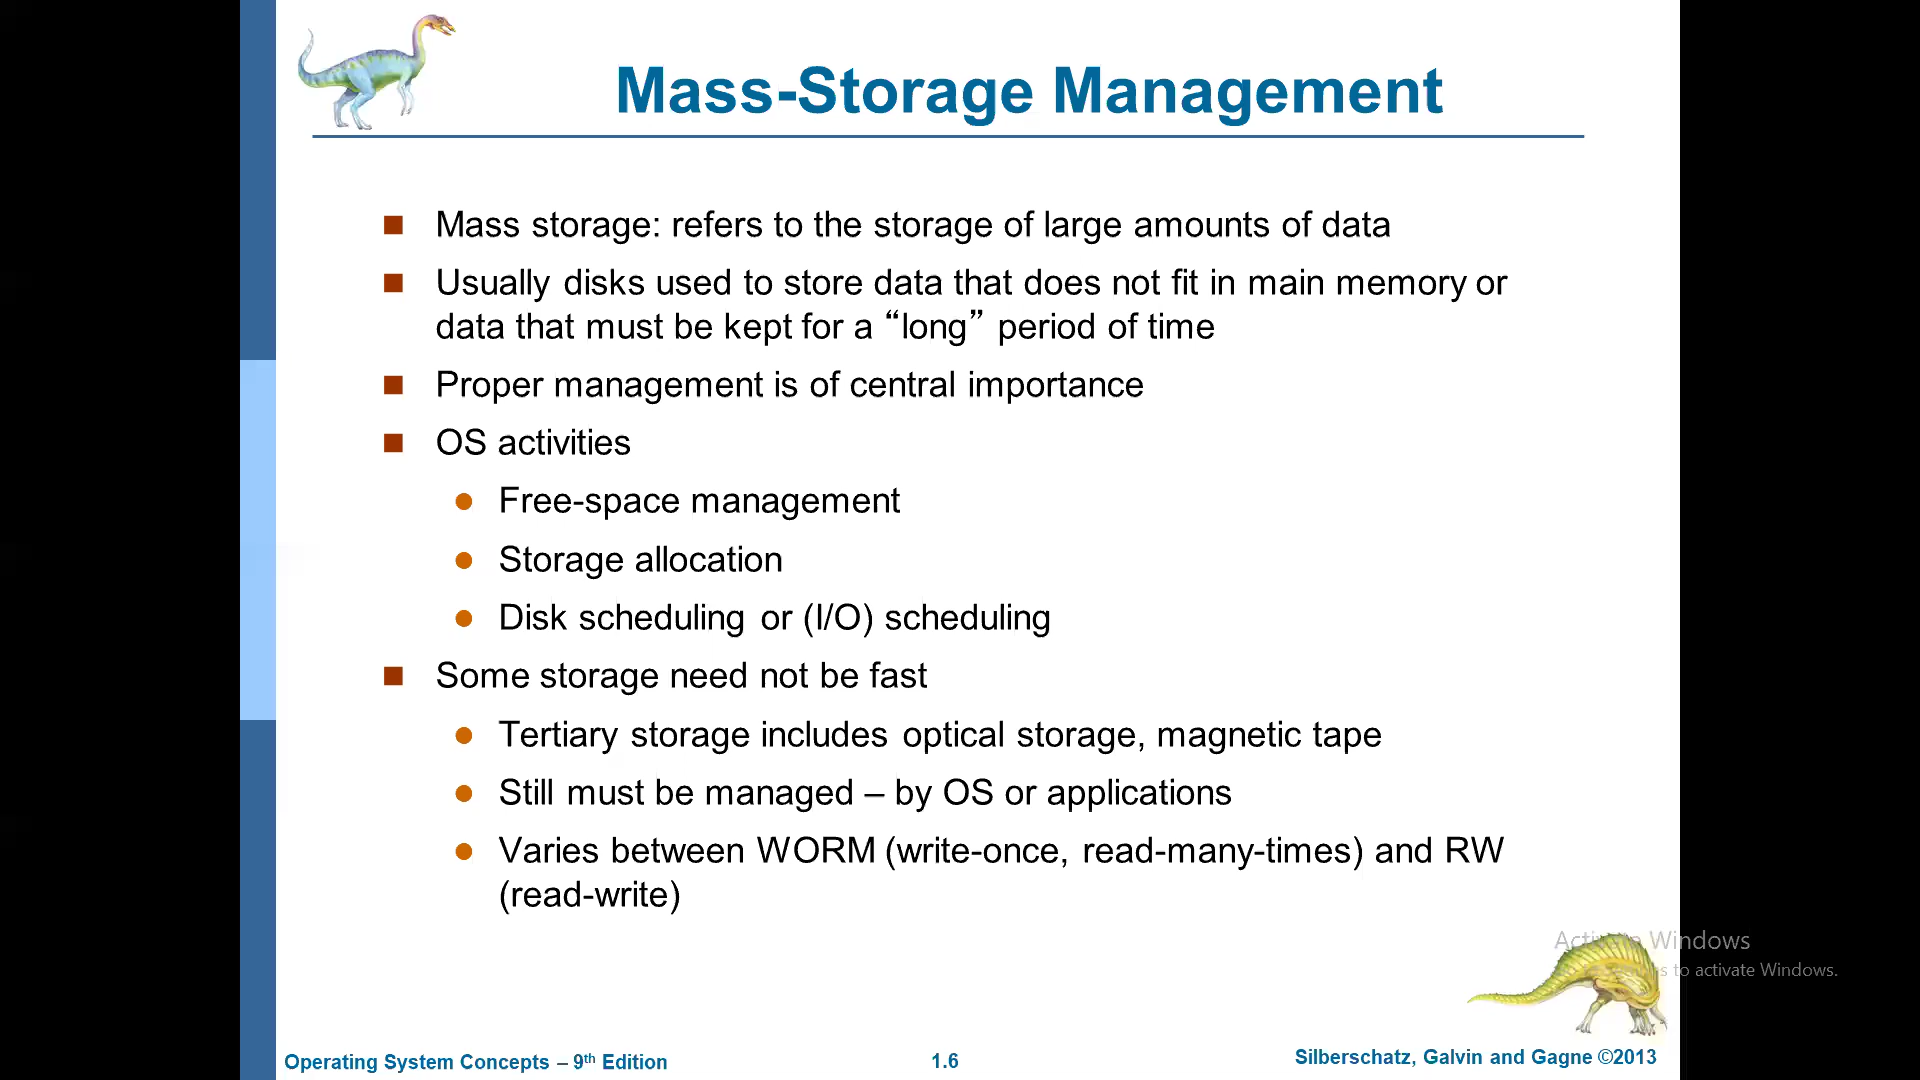 Mass-Storage Management
Mass storage: refers to the storage of large amounts of data
Usually disks used to store data that does not fit in main memory or
data that must be kept for a “long” period of time
Proper management is of central importance
OS activities
Free-space management
Storage allocation
Disk scheduling or (I/O) scheduling
Some storage need not be fast
Tertiary storage includes optical storage, magnetic tape
Still must be managed – by OS or applications
Varies between WORM (write-once, read-many-times) and RW
(read-write)
Windows
to activate Windows.
Operating System Concepts – 9th Edition
1.6
Silberschatz, Galvin and Gagne ©2013